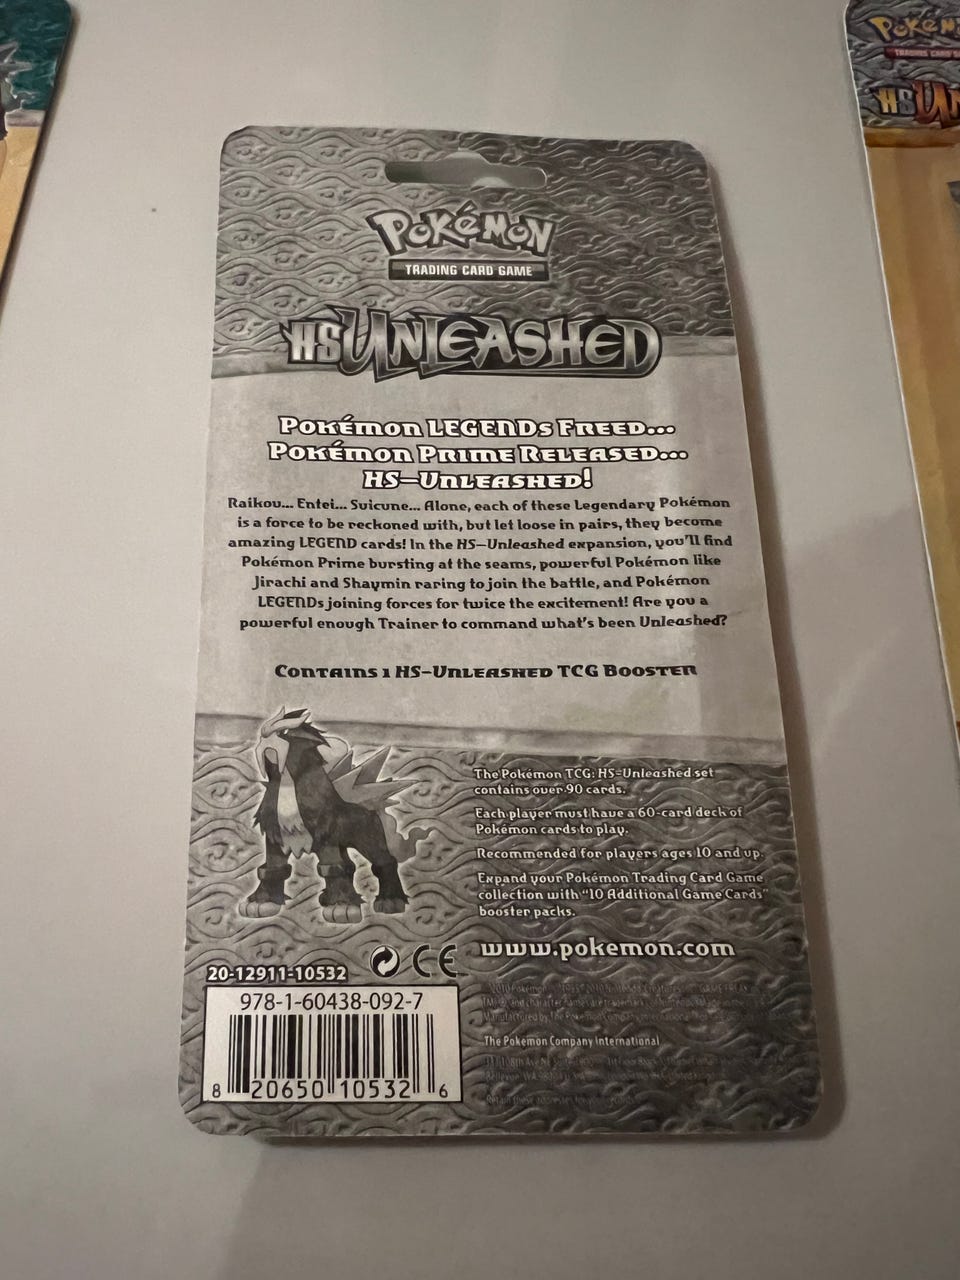 POKéMON
TRADING CARD GAME
HS UNLEASHED
POKéMON LEGENDS FREED...
POKéMON PRIME RELEASED...
HS–UNLEASHED!
Raikou... Entei... Suicune... Alone, each of these Legendary Pokémon
is a force to be reckoned with, but let loose in pairs, they become
amazing LEGEND cards! In the HS–Unleashed expansion, you'll find
Pokémon Prime bursting at the seams, powerful Pokémon like
Jirachi and Shaymin raring to join the battle, and Pokémon
LEGENDs joining forces for twice the excitement! Are you a
powerful enough Trainer to command what's been Unleashed?
CONTAINS 1 HS–UNLEASHED TCG BOOSTER
The Pokémon TCG: HS–Unleashed set
contains over 90 cards.
Each player must have a 60-card deck of
Pokémon cards to play.
Recommended for players ages 10 and up.
Expand your Pokémon Trading Card Game
collection with "10 Additional Game Cards"
booster packs.
www.pokemon.com
20-12911-10532
CE
978-1-60438-092-7
8 20650 10532 6
The Pokémon Company International
POKéM
HS UN